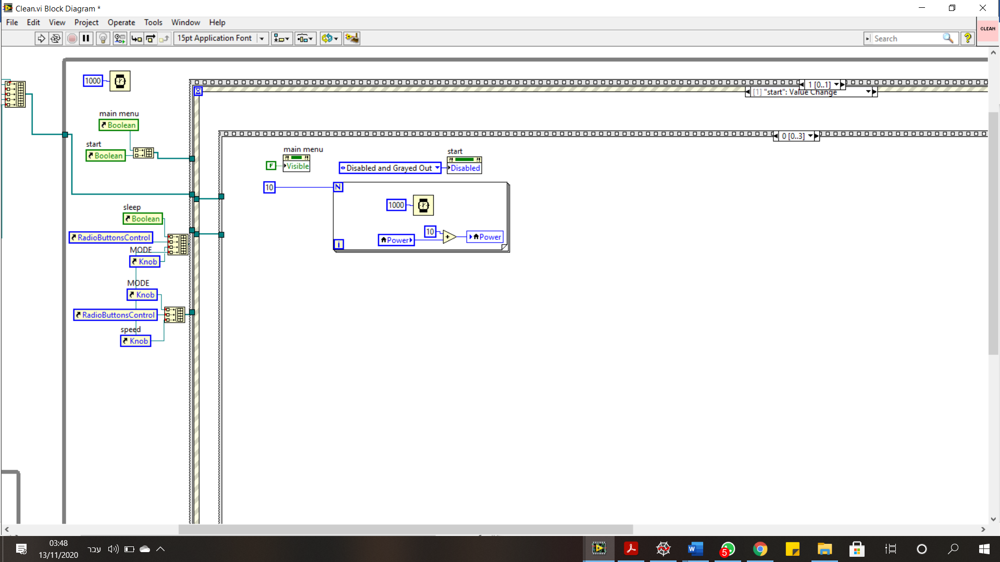 Clean.vi Block Diagram *
File Edit View Project Operate Tools Window Help
15pt Application Font
Search
CLEAN
1000
1 [0..1]
[1] "start": Value Change
main menu
Boolean
start
Boolean
0 [0..3]
main menu
F Visible
Disabled and Grayed Out
start
Disabled
10
N
1000
10
Power
+
Power
i
sleep
Boolean
RadioButtonsControl
MODE
Knob
MODE
Knob
RadioButtonsControl
speed
Knob
03:48
13/11/2020
עבר
5